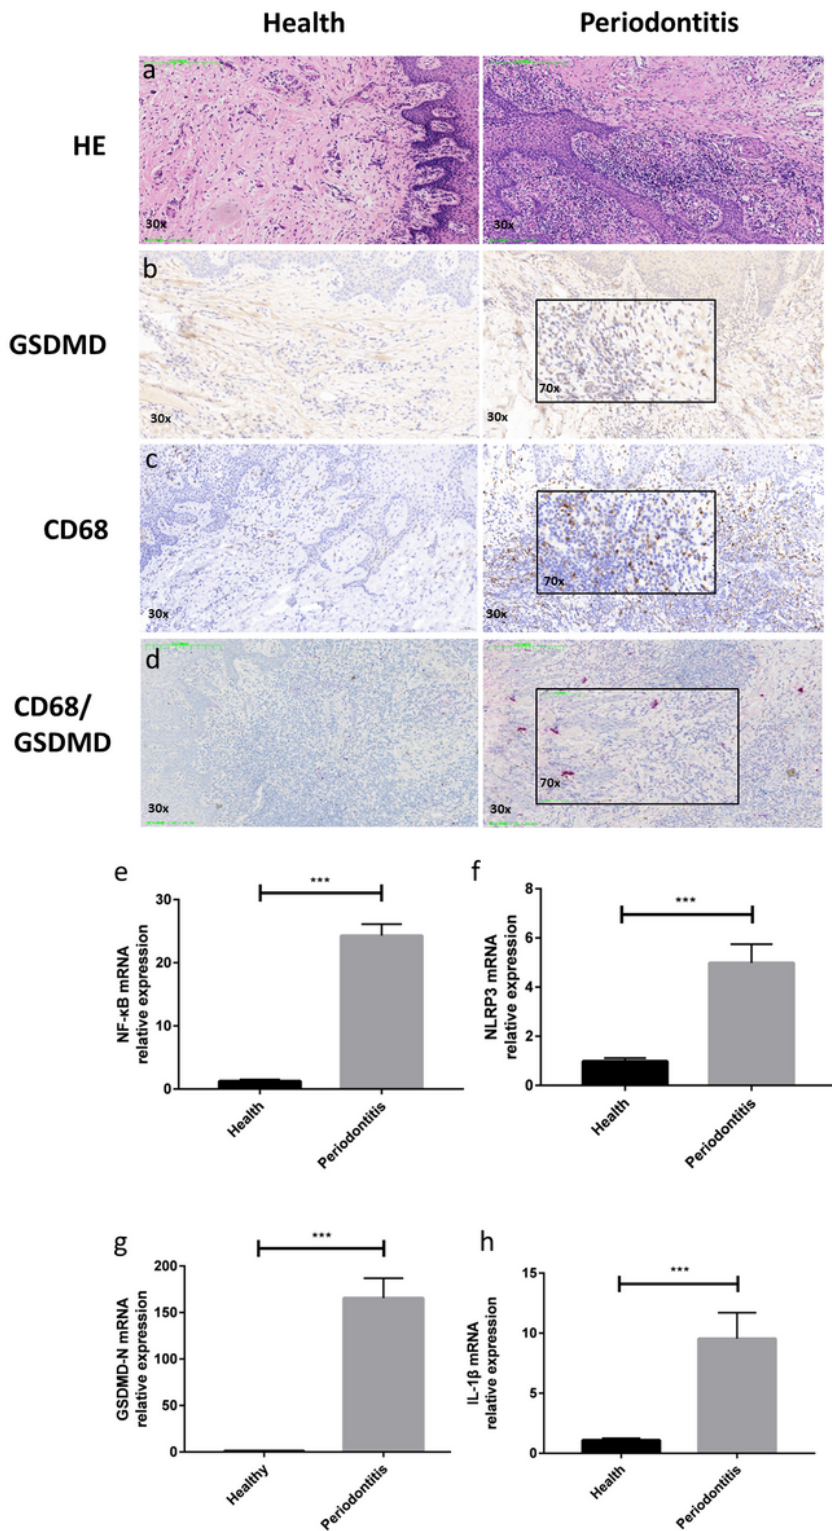 Health Periodontitis
a
HE
30x 30x
b
GSDMD
70x
30x 30x
c
CD68
70x
30x 30x
d
CD68/
GSDMD
70x
30x 30x
e
***
NF-κB mRNA
relative expression
30
20
10
0
Health
Periodontitis
f
***
NLRP3 mRNA
relative expression
8
6
4
2
0
Health
Periodontitis
g
***
GSDMD-N mRNA
relative expression
200
150
100
50
0
Healthy
Periodontitis
h
***
IL-1β mRNA
relative expression
15
10
5
0
Health
Periodontitis